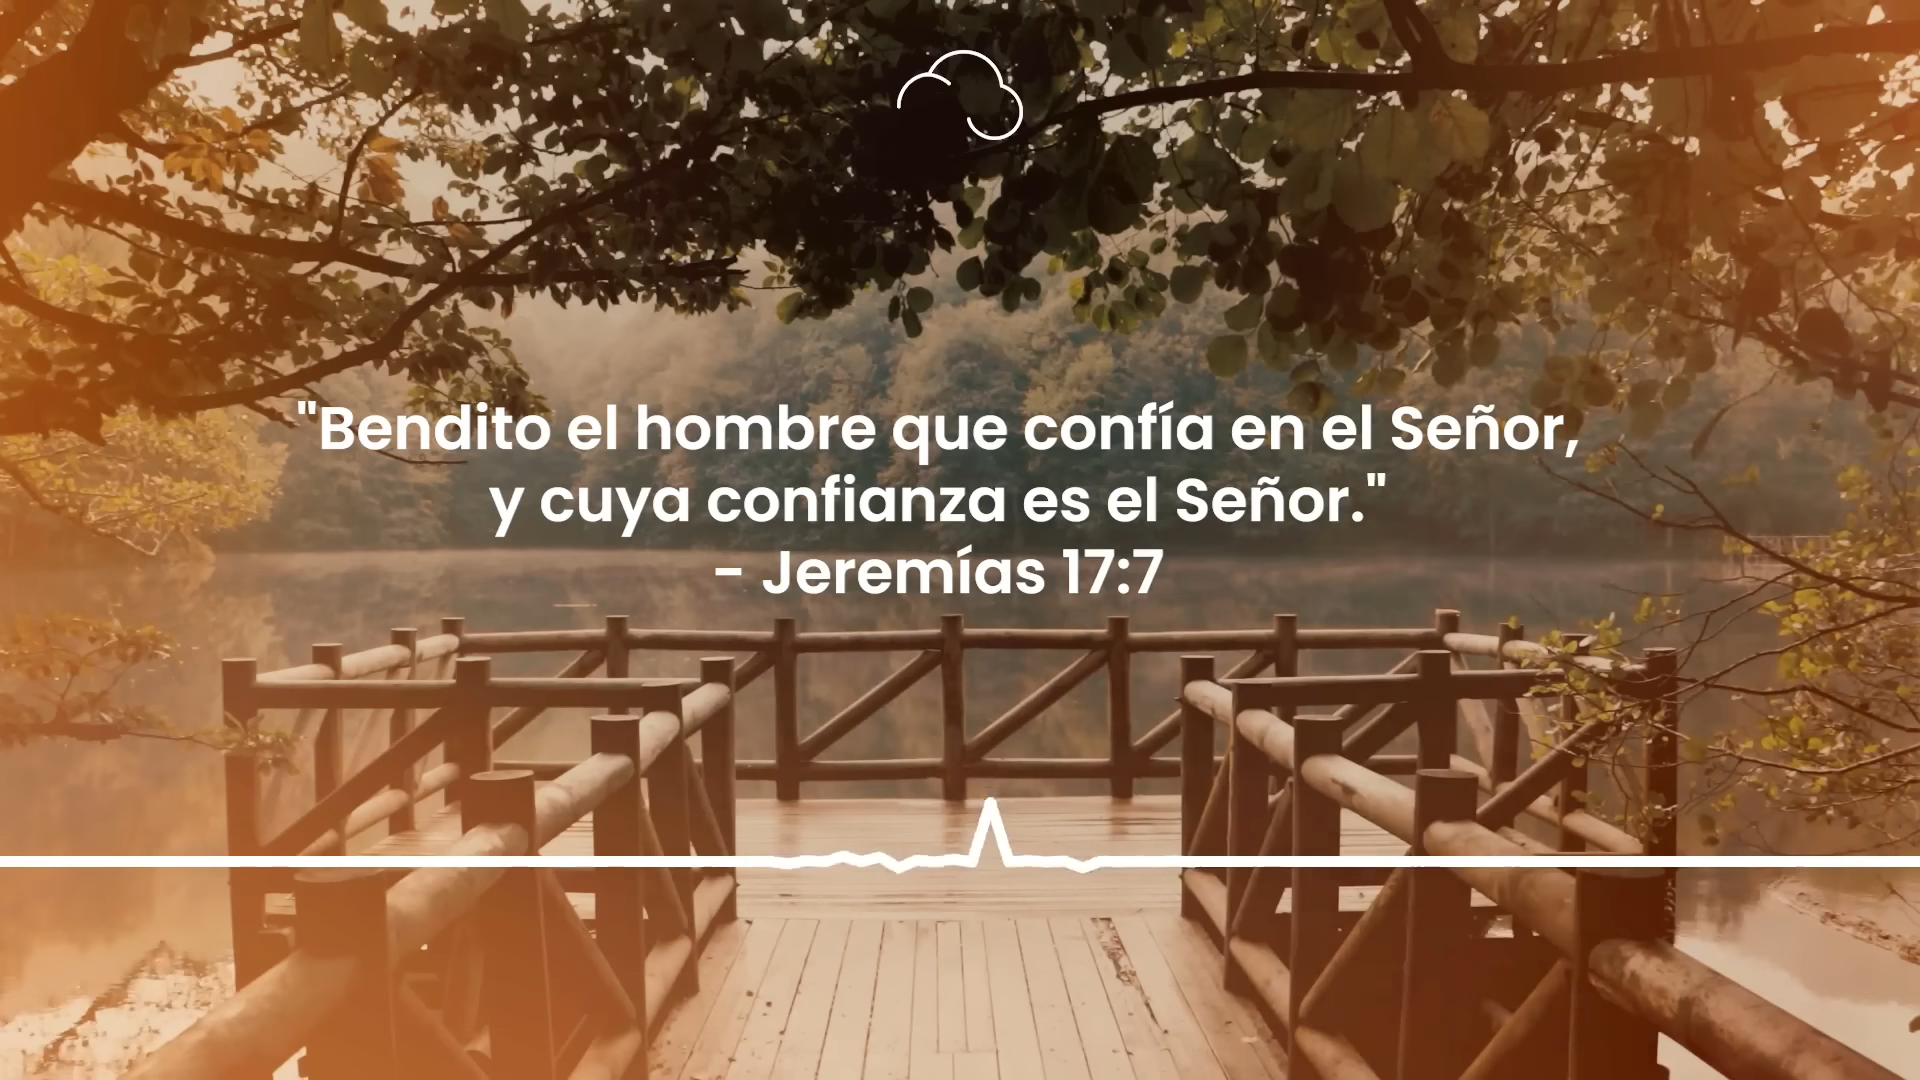 "Bendito el hombre que confía en el Señor,
y cuya confianza es el Señor."
- Jeremías 17:7